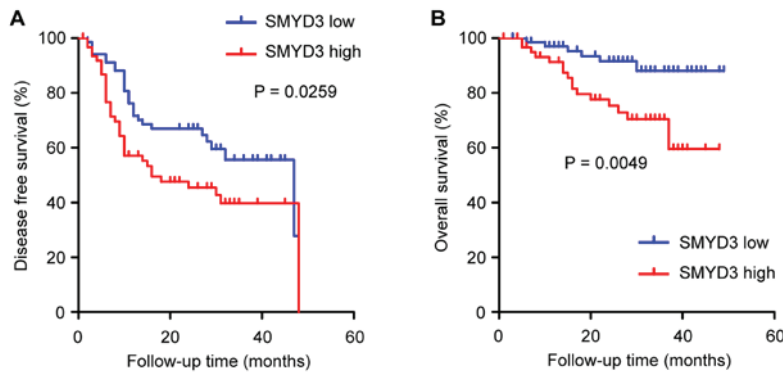 A
SMYD3 low
SMYD3 high
P = 0.0259
Disease free survival (%)
100
80
60
40
20
0
0 20 40 60
Follow-up time (months)
B
P = 0.0049
SMYD3 low
SMYD3 high
Overall survival (%)
100
80
60
40
20
0
0 20 40 60
Follow-up time (months)